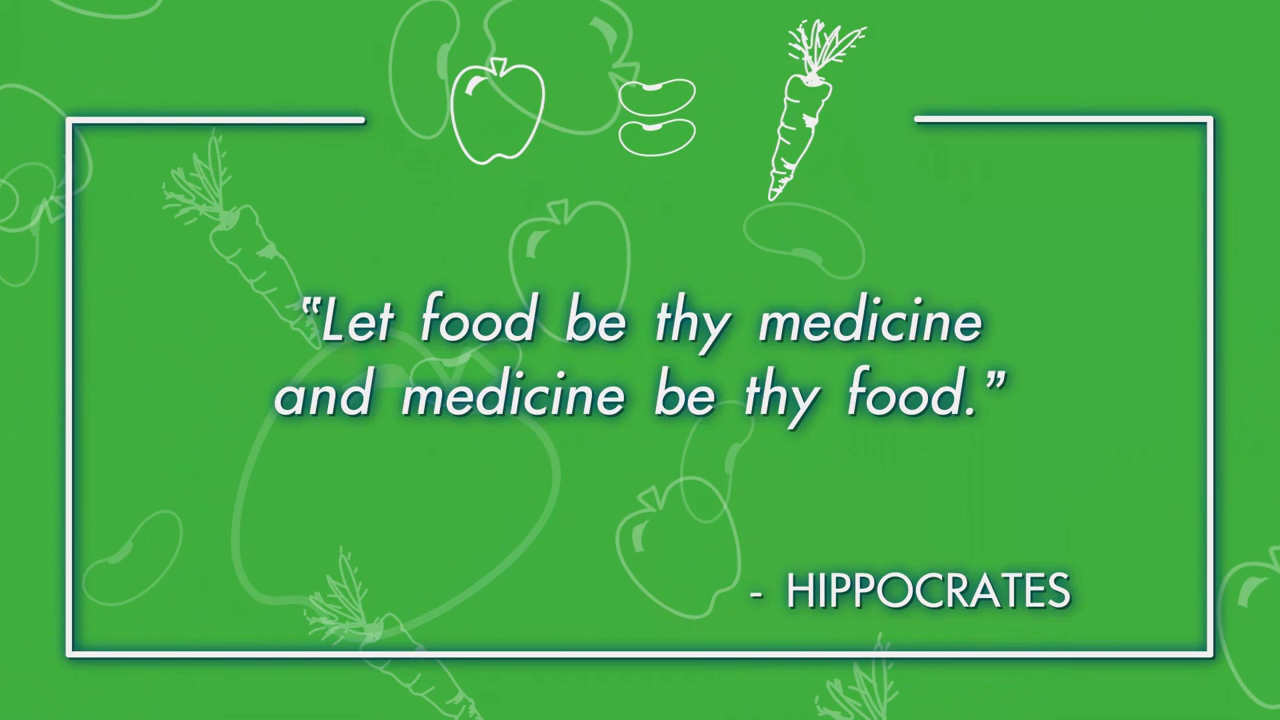 “Let food be thy medicine
and medicine be thy food.”
- HIPPOCRATES